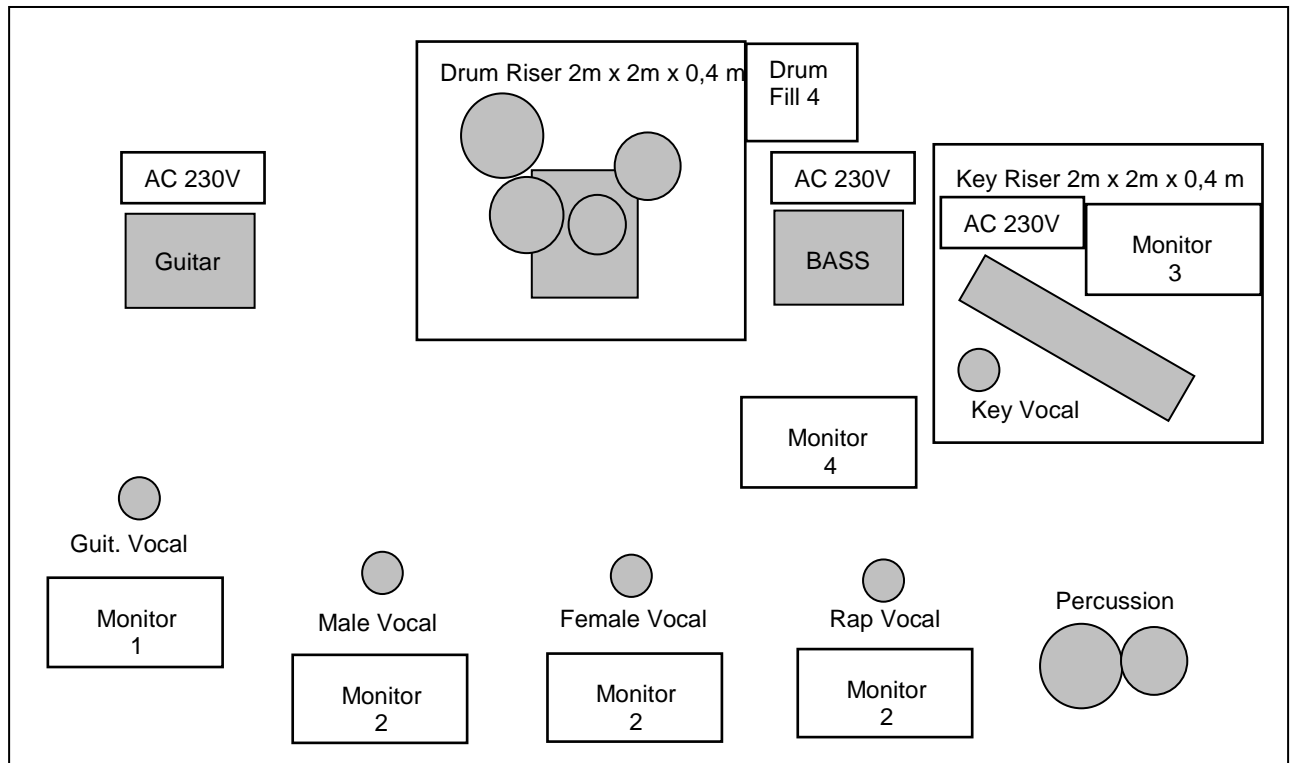 Drum Riser 2m x 2m x 0,4 m
Drum
Fill 4
AC 230V
AC 230V
Key Riser 2m x 2m x 0,4 m
AC 230V
Monitor
3
Guitar
BASS
Key Vocal
Monitor
4
Guit. Vocal
Monitor
1
Male Vocal
Female Vocal
Rap Vocal
Percussion
Monitor
2
Monitor
2
Monitor
2